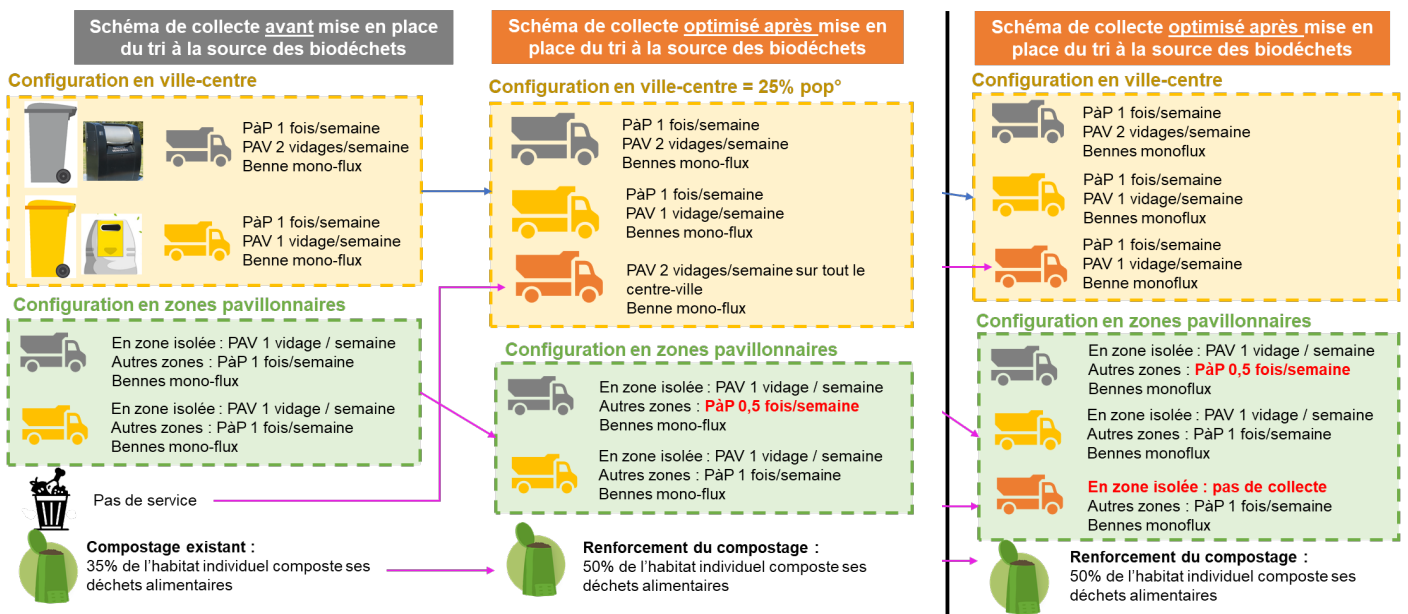 Schéma de collecte avant mise en place
du tri à la source des biodéchets
Configuration en ville-centre
PàP 1 fois/semaine
PAV 2 vidages/semaine
Benne mono-flux
PàP 1 fois/semaine
PAV 1 vidage/semaine
Benne mono-flux
Configuration en zones pavillonnaires
En zone isolée : PAV 1 vidage / semaine
Autres zones : PàP 1 fois/semaine
Bennes mono-flux
En zone isolée : PAV 1 vidage / semaine
Autres zones : PàP 1 fois/semaine
Bennes mono-flux
Pas de service
Compostage existant :
35% de l'habitat individuel composte ses
déchets alimentaires
Schéma de collecte optimisé après mise en
place du tri à la source des biodéchets
Configuration en ville-centre = 25% pop°
PàP 1 fois/semaine
PAV 2 vidages/semaine
Bennes mono-flux
PàP 1 fois/semaine
PAV 1 vidage/semaine
Bennes mono-flux
PAV 2 vidages/semaine sur tout le
centre-ville
Benne mono-flux
Configuration en zones pavillonnaires
En zone isolée : PAV 1 vidage / semaine
Autres zones : PàP 0,5 fois/semaine
Bennes mono-flux
En zone isolée : PAV 1 vidage / semaine
Autres zones : PàP 1 fois/semaine
Bennes mono-flux
Renforcement du compostage :
50% de l'habitat individuel composte ses
déchets alimentaires
Schéma de collecte optimisé après mise en
place du tri à la source des biodéchets
Configuration en ville-centre
PàP 1 fois/semaine
PAV 2 vidages/semaine
Bennes monoflux
PàP 1 fois/semaine
PAV 1 vidage/semaine
Bennes monoflux
PàP 1 fois/semaine
PAV 1 vidage/semaine
Benne monoflux
Configuration en zones pavillonnaires
En zone isolée : PAV 1 vidage / semaine
Autres zones : PàP 0,5 fois/semaine
Bennes monoflux
En zone isolée : PAV 1 vidage / semaine
Autres zones : PàP 1 fois/semaine
Bennes monoflux
En zone isolée : pas de collecte
Autres zones : PàP 1 fois/semaine
Bennes monoflux
Renforcement du compostage :
50% de l'habitat individuel composte ses
déchets alimentaires